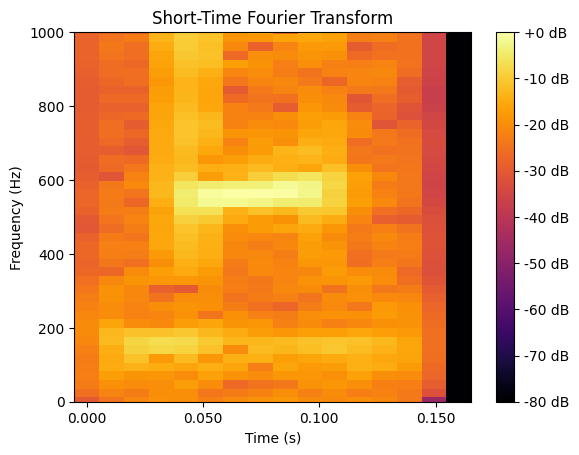 Short-Time Fourier Transform
1000
800
600
400
200
0
Frequency (Hz)
0.000
0.050
0.100
0.150
Time (s)
+0 dB
-10 dB
-20 dB
-30 dB
-40 dB
-50 dB
-60 dB
-70 dB
-80 dB